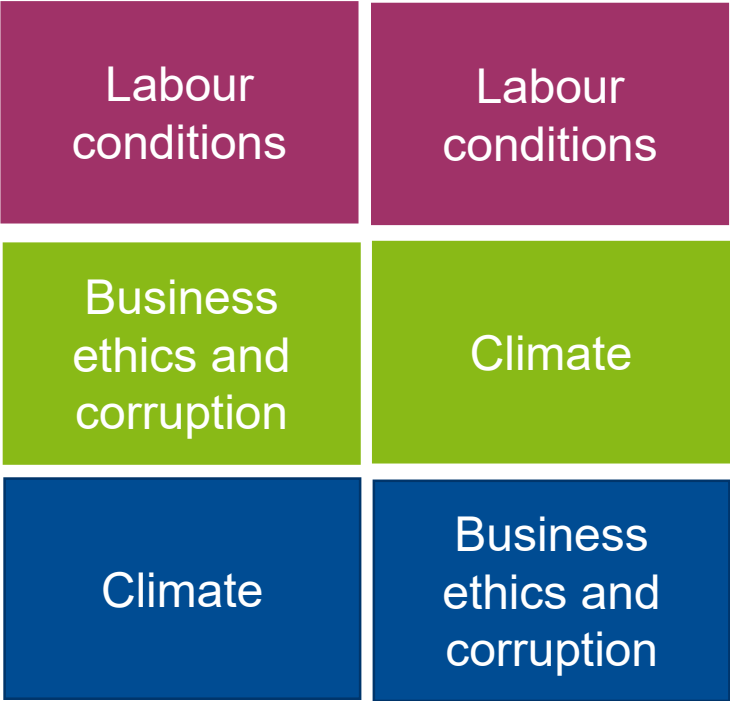 Labour
conditions
Labour
conditions
Business
ethics and
corruption
Climate
Climate
Business
ethics and
corruption